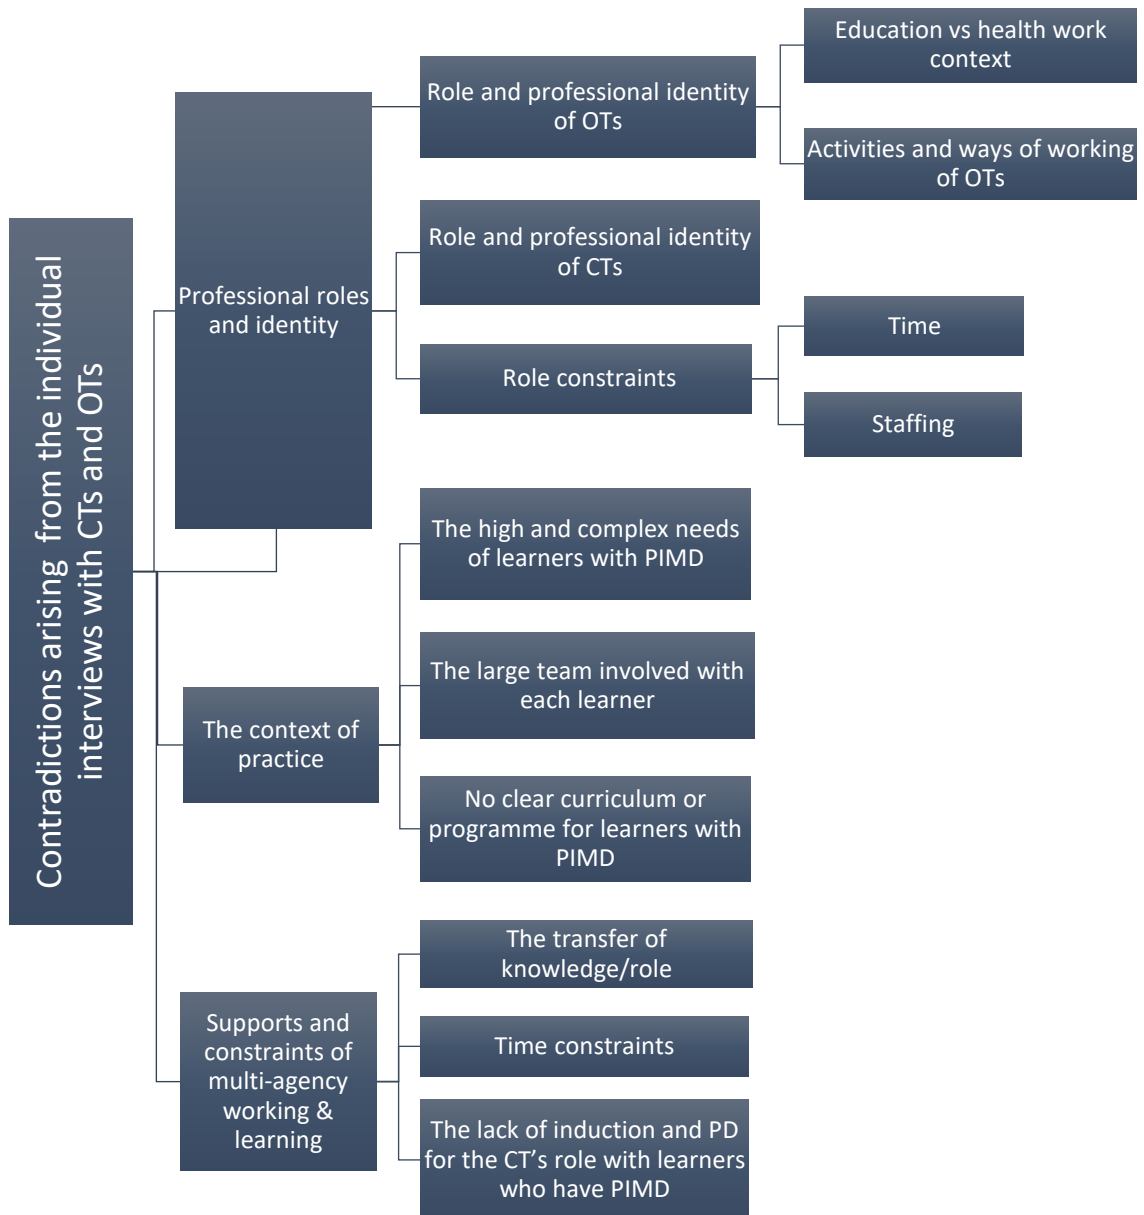 Contradictions arising from the individual
interviews with CTs and OTs
Professional roles
and identity
Role and professional identity
of OTs
Education vs health work
context
Activities and ways of working
of OTs
Role and professional identity
of CTs
Role constraints
Time
Staffing
The context of
practice
The high and complex needs
of learners with PIMD
The large team involved with
each learner
No clear curriculum or
programme for learners with
PIMD
Supports and
constraints of
multi-agency
working &
learning
The transfer of
knowledge/role
Time constraints
The lack of induction and PD
for the CT’s role with learners
who have PIMD